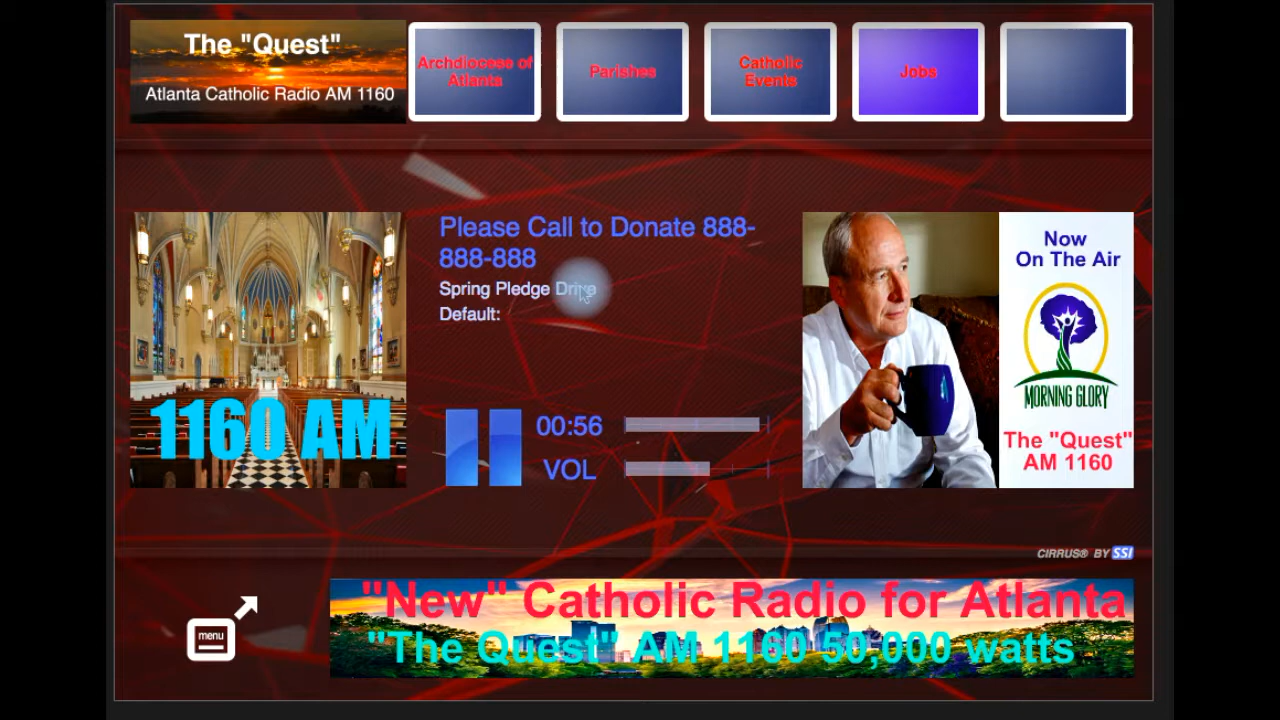 The "Quest"
Atlanta Catholic Radio AM 1160
Archdiocese of
Atlanta
Parishes
Catholic
Events
Jobs
1160 AM
Please Call to Donate 888-
888-888
Spring Pledge Drive
Default:
00:56
VOL
Now
On The Air
MORNING GLORY
The "Quest"
AM 1160
CIRRUS® BY SSI
menu
"New" Catholic Radio for Atlanta
"The Quest" AM 1160 50,000 watts